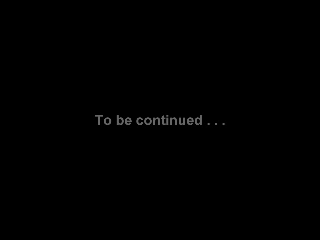 To be continued . . .